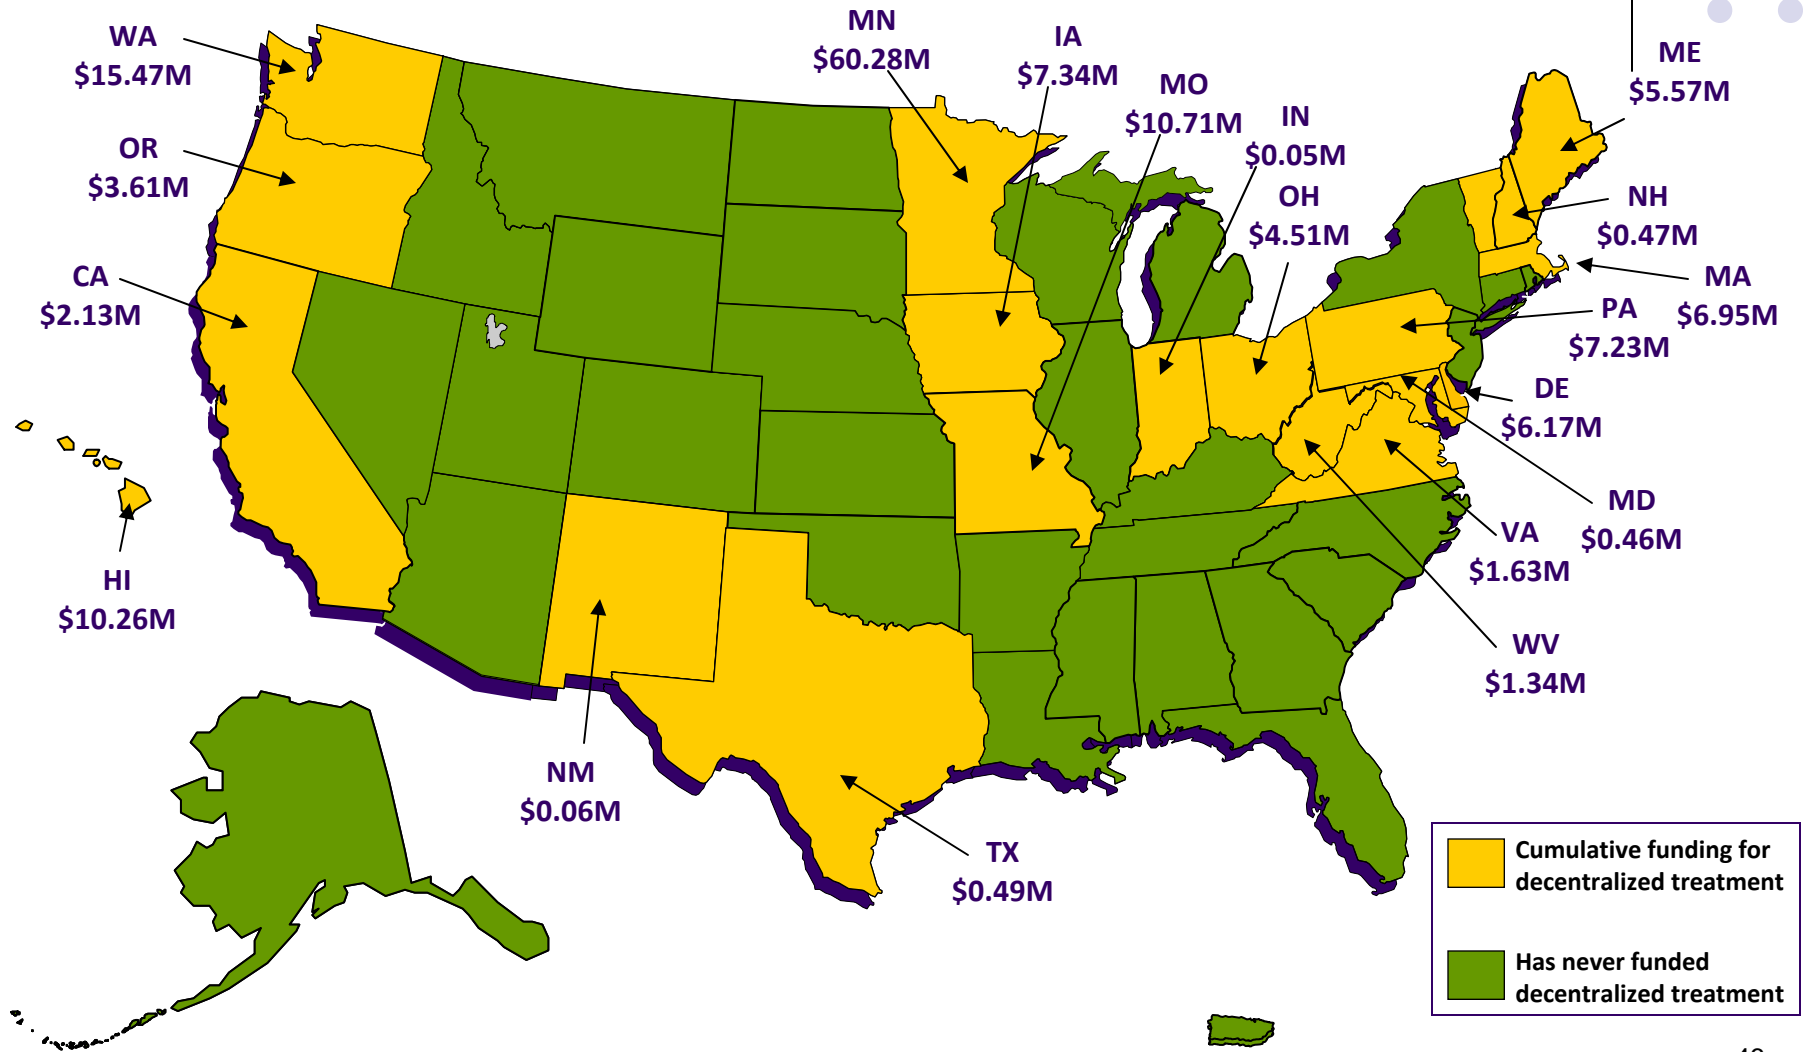 WA
$15.47M
OR
$3.61M
CA
$2.13M
HI
$10.26M
MN
$60.28M
IA
$7.34M
MO
$10.71M
IN
$0.05M
OH
$4.51M
ME
$5.57M
NH
$0.47M
MA
$6.95M
PA
$7.23M
DE
$6.17M
MD
$0.46M
VA
$1.63M
WV
$1.34M
NM
$0.06M
TX
$0.49M
Cumulative funding for
decentralized treatment
Has never funded
decentralized treatment